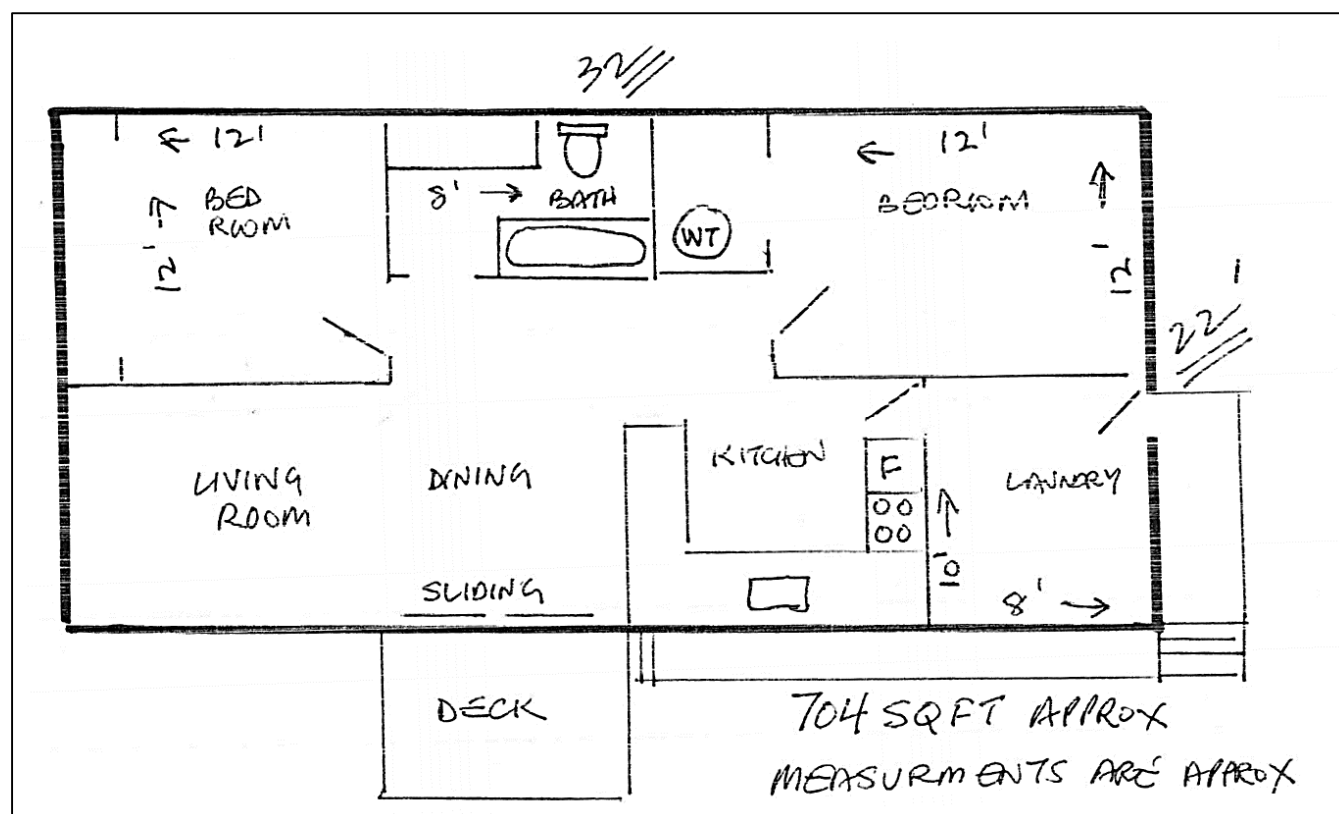 32
12'
BED
ROOM
12'
8'
BATH
WT
12'
BEDROOM
12'
22'
LIVING
ROOM
DINING
KITCHEN
F
LAUNDRY
10'
8'
SLIDING
DECK
704 SQFT APPROX
MEASURMENTS ARE APPROX